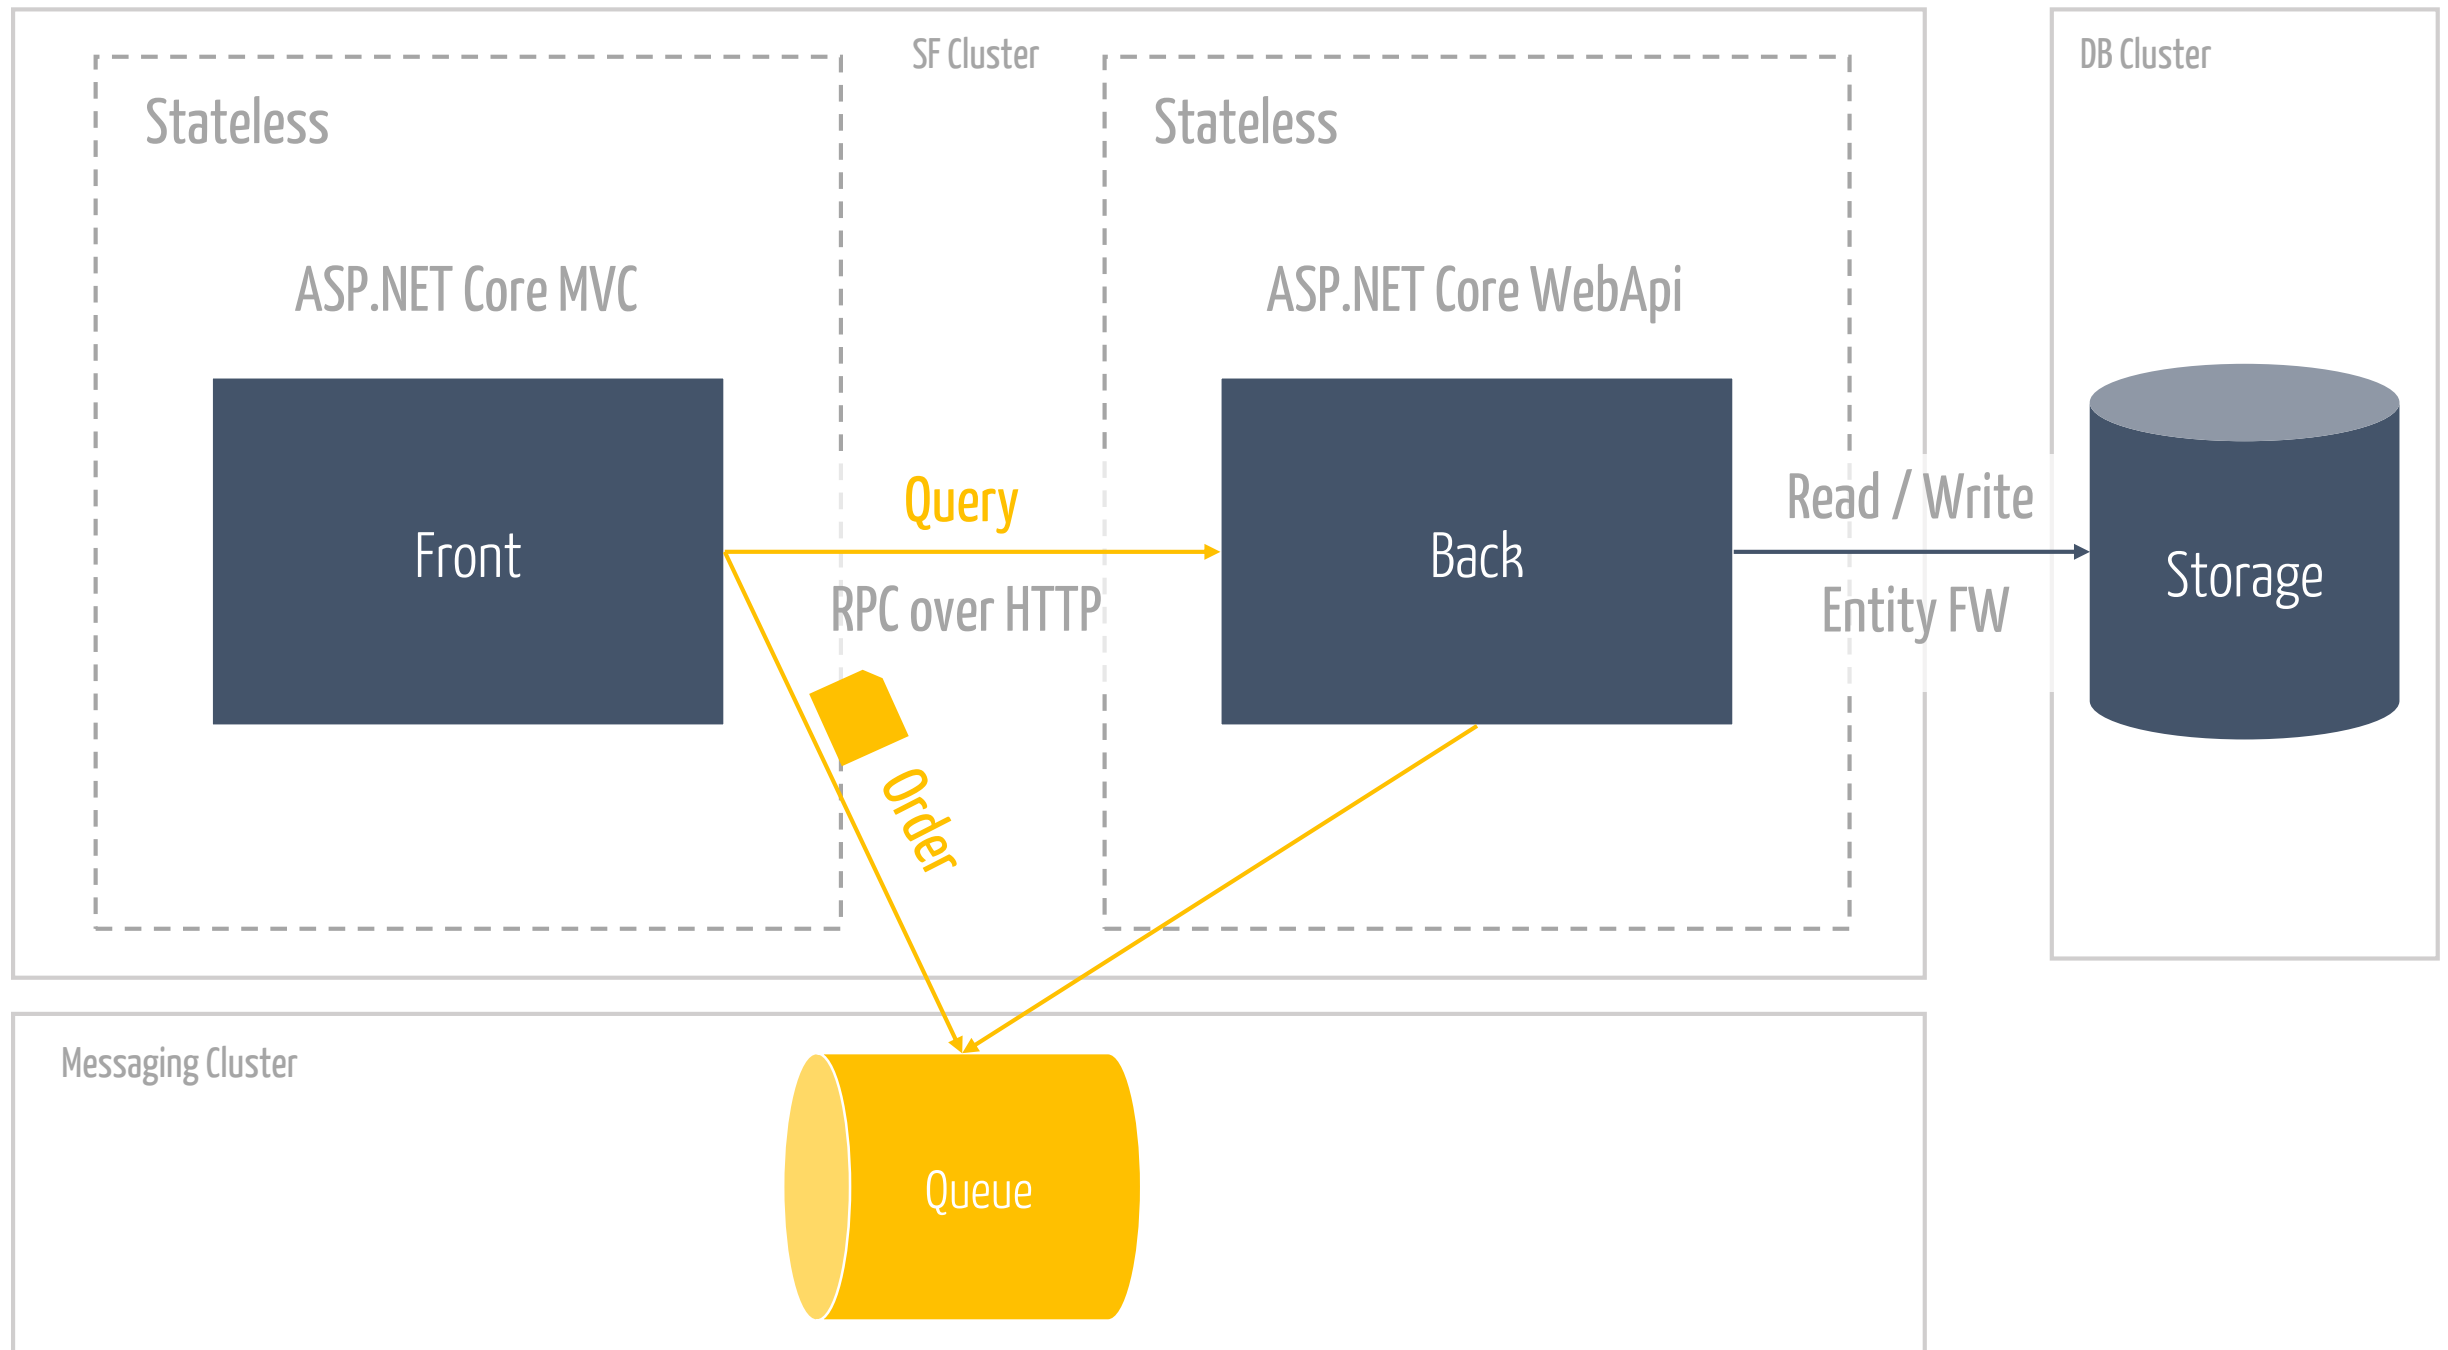 SF Cluster
DB Cluster
Stateless
Stateless
ASP.NET Core MVC
ASP.NET Core WebApi
Front
Query
RPC over HTTP
Back
Read / Write
Entity FW
Storage
Order
Messaging Cluster
Queue